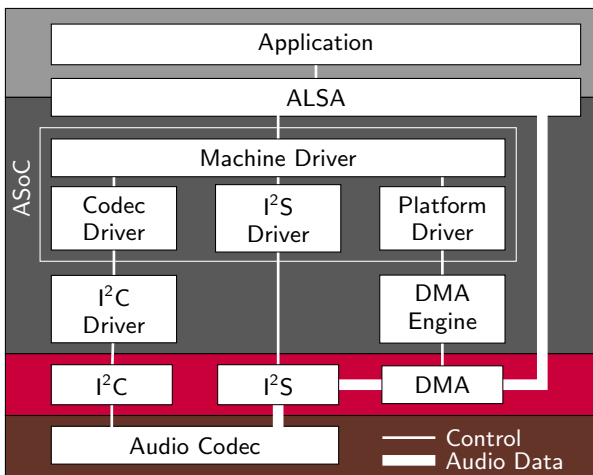 Application
ALSA
ASoC
Machine Driver
Codec
Driver
I²S
Driver
Platform
Driver
I²C
Driver
DMA
Engine
I²C
I²S
DMA
Audio Codec
Control
Audio Data